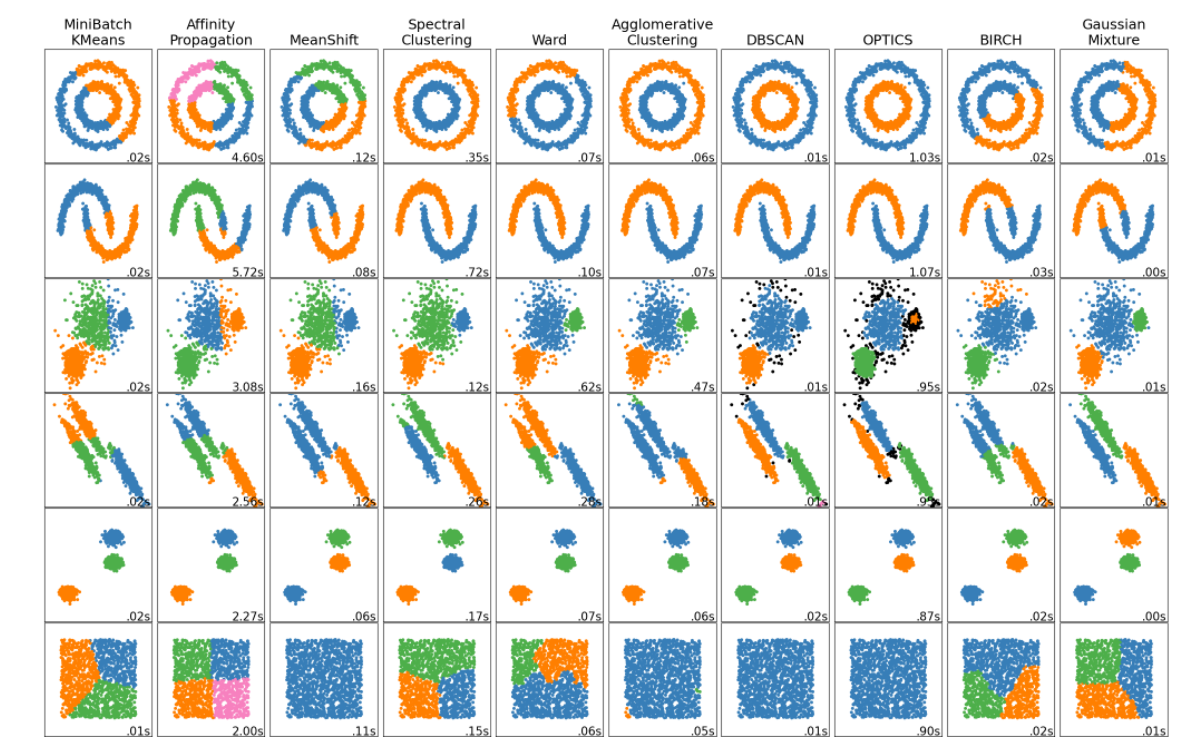 MiniBatch
KMeans
Affinity
Propagation
MeanShift
Spectral
Clustering
Ward
Agglomerative
Clustering
DBSCAN
OPTICS
BIRCH
Gaussian
Mixture
.02s
4.60s
.12s
.35s
.07s
.06s
.01s
1.03s
.02s
.01s
.02s
5.72s
.08s
.72s
.10s
.07s
.01s
1.07s
.03s
.00s
.02s
3.08s
.16s
.12s
.62s
.47s
.01s
.95s
.02s
.01s
.02s
2.56s
.12s
.26s
.28s
.18s
.01s
.02s
.01s
.02s
2.27s
.06s
.17s
.07s
.06s
.02s
.87s
.02s
.00s
.01s
2.00s
.11s
.15s
.06s
.05s
.01s
.90s
.02s
.01s